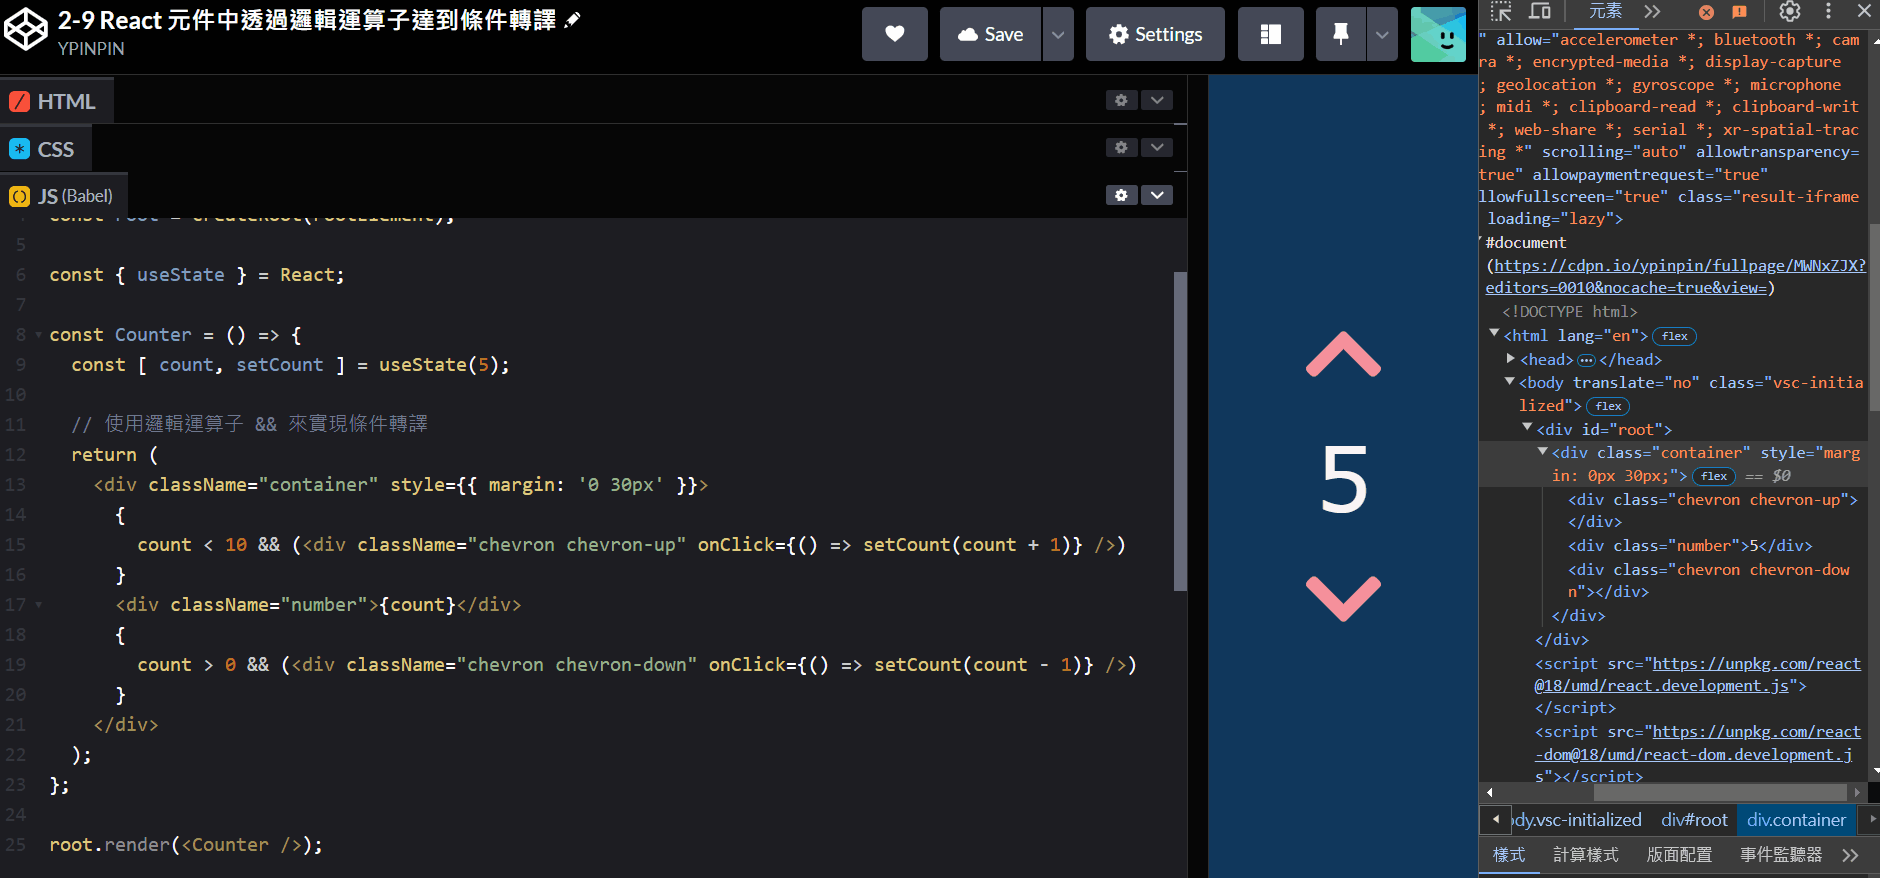 2-9 React 元件中透過邏輯運算子達到條件轉譯
YPINPIN
Save
Settings
HTML
CSS
JS (Babel)
4 const root = createRoot(rootElement);
5
6 const { useState } = React;
7
8 const Counter = () => {
9 const [ count, setCount ] = useState(5);
10
11 // 使用邏輯運算子 && 來實現條件轉譯
12 return (
13 <div className="container" style={{ margin: '0 30px' }}>
14 {
15 count < 10 && (<div className="chevron chevron-up" onClick={() => setCount(count + 1)} />)
16 }
17 <div className="number">{count}</div>
18 {
19 count > 0 && (<div className="chevron chevron-down" onClick={() => setCount(count - 1)} />)
20 }
21 </div>
22 );
23 };
24
25 root.render(<Counter />);
5
元素
" allow="accelerometer *; bluetooth *; cam
ra *; encrypted-media *; display-capture
; geolocation *; gyroscope *; microphone
; midi *; clipboard-read *; clipboard-writ
*; web-share *; serial *; xr-spatial-trac
ing *" scrolling="auto" allowtransparency=
true" allowpaymentrequest="true"
llowfullscreen="true" class="result-iframe
loading="lazy">
#document
(https://cdpn.io/ypinpin/fullpage/MWNxZJX?
editors=0010&nocache=true&view=)
<!DOCTYPE html>
<html lang="en"> flex
<head> ••• </head>
<body translate="no" class="vsc-initia
lized"> flex
<div id="root">
<div class="container" style="marg
in: 0px 30px;"> flex == $0
<div class="chevron chevron-up">
</div>
<div class="number">5</div>
<div class="chevron chevron-dow
n"></div>
</div>
</div>
<script src="https://unpkg.com/react
@18/umd/react.development.js">
</script>
<script src="https://unpkg.com/react
-dom@18/umd/react-dom.development.j
s"></script>
ody.vsc-initialized div#root div.container
樣式 計算樣式 版面配置 事件監聽器